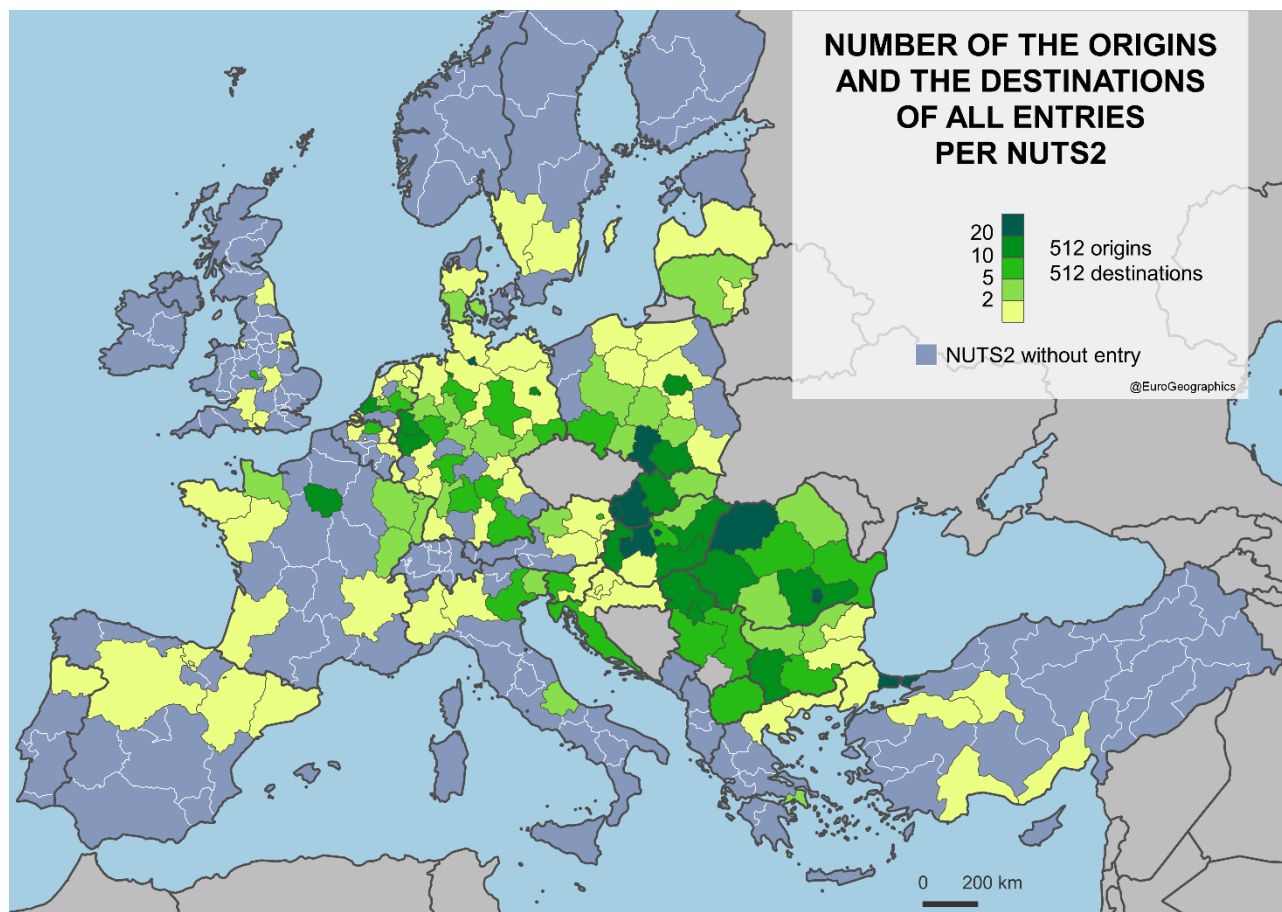 NUMBER OF THE ORIGINS
AND THE DESTINATIONS
OF ALL ENTRIES
PER NUTS2
20
10
5
2
512 origins
512 destinations
NUTS2 without entry
@EuroGeographics
0 200 km